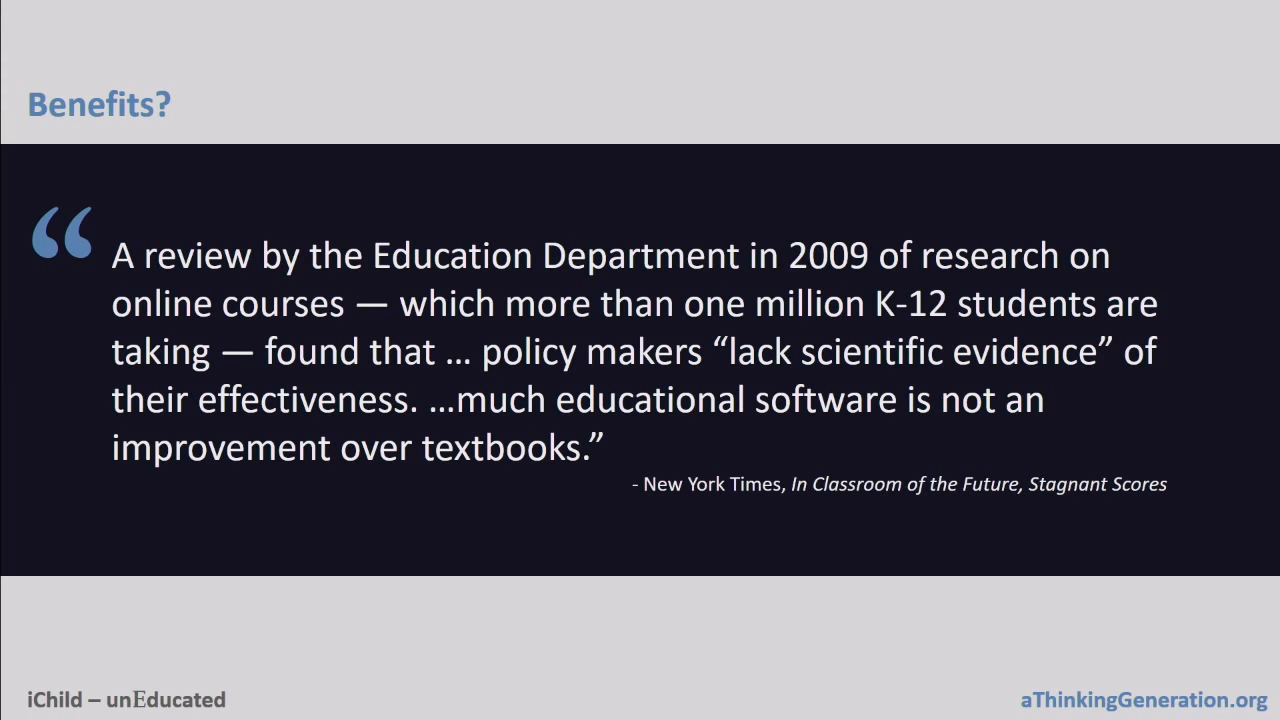 Benefits?
“
A review by the Education Department in 2009 of research on
online courses — which more than one million K-12 students are
taking — found that … policy makers “lack scientific evidence” of
their effectiveness. …much educational software is not an
improvement over textbooks.”
- New York Times, In Classroom of the Future, Stagnant Scores
iChild – unEducated
aThinkingGeneration.org